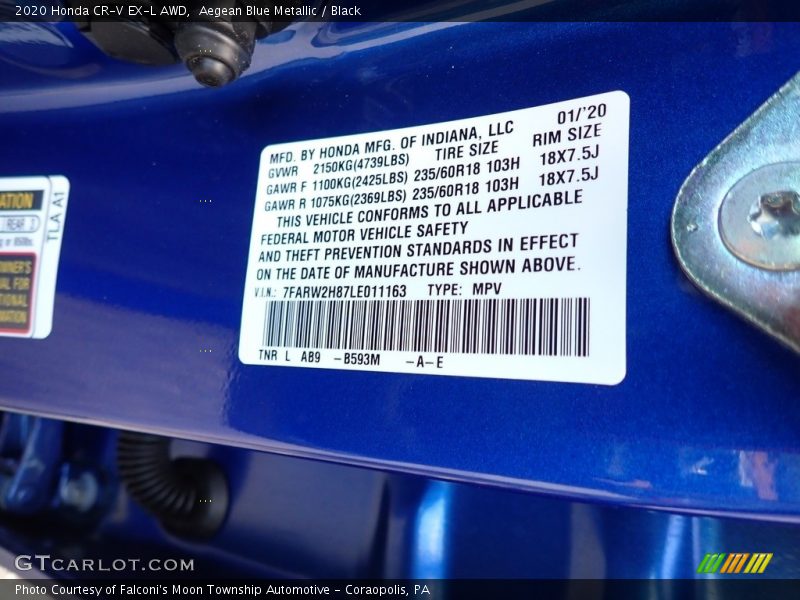 2020 Honda CR-V EX-L AWD,  Aegean Blue Metallic / Black
MFD. BY HONDA MFG. OF INDIANA, LLC 01/'20
GVWR 2150KG(4739LBS) TIRE SIZE RIM SIZE
GAWR F 1100KG(2425LBS) 235/60R18 103H 18X7.5J
GAWR R 1075KG(2369LBS) 235/60R18 103H 18X7.5J
THIS VEHICLE CONFORMS TO ALL APPLICABLE
FEDERAL MOTOR VEHICLE SAFETY
AND THEFT PREVENTION STANDARDS IN EFFECT
ON THE DATE OF MANUFACTURE SHOWN ABOVE.
V.I.N.: 7FARW2H87LE011163 TYPE: MPV
TNR L AB9 -B593M -A-E
ATION
REAR
TLA A1
GTCARLOT.COM
Photo Courtesy of Falconi's Moon Township Automotive - Coraopolis, PA